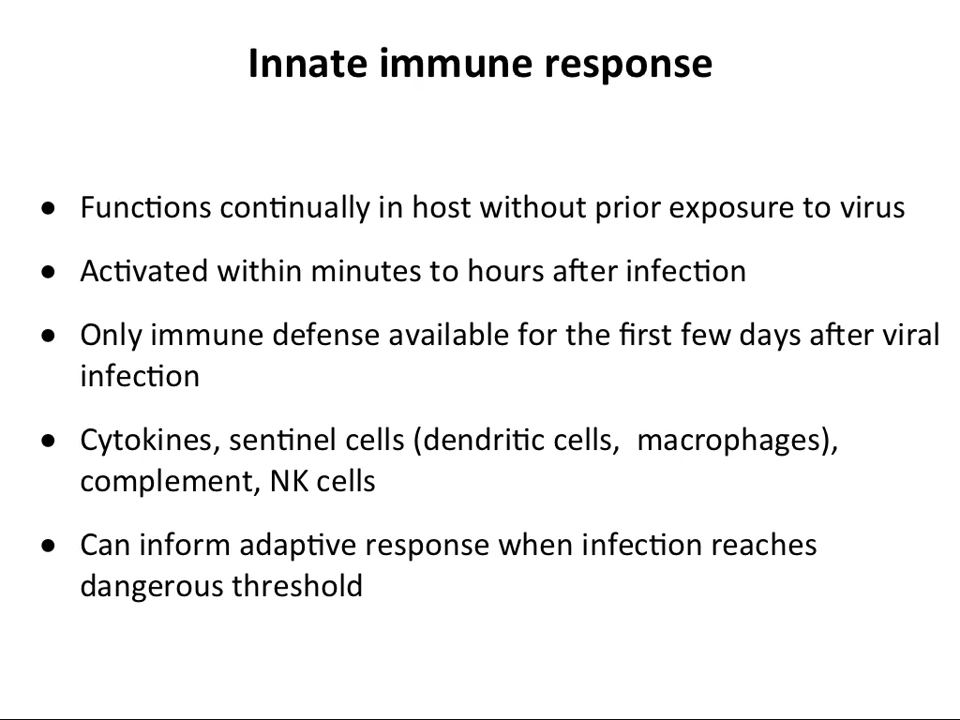 Innate immune response
● Functions continually in host without prior exposure to virus
● Activated within minutes to hours after infection
● Only immune defense available for the first few days after viral
infection
● Cytokines, sentinel cells (dendritic cells,  macrophages),
complement, NK cells
● Can inform adaptive response when infection reaches
dangerous threshold